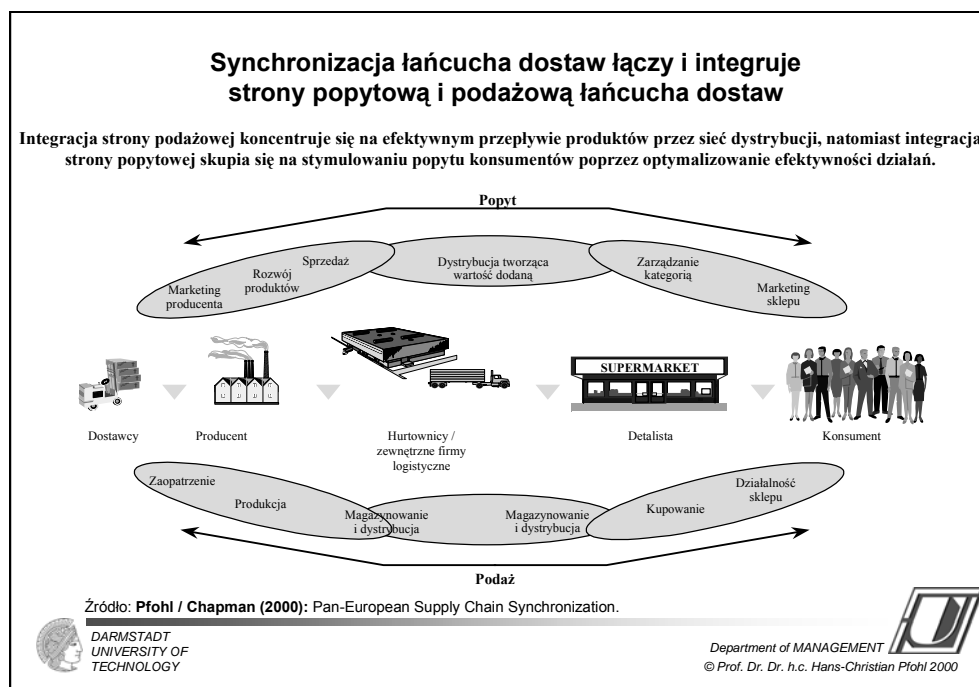 Synchronizacja łańcucha dostaw łączy i integruje
strony popytową i podażową łańcucha dostaw
Integracja strony podażowej koncentruje się na efektywnym przepływie produktów przez sieć dystrybucji, natomiast integracja
strony popytowej skupia się na stymulowaniu popytu konsumentów poprzez optymalizowanie efektywności działań.
Popyt
Marketing
producenta
Rozwój
produktów
Sprzedaż
Dystrybucja tworząca
wartość dodaną
Zarządzanie
kategorią
Marketing
sklepu
SUPERMARKET
Dostawcy
Producent
Hurtownicy /
zewnętrzne firmy
logistyczne
Detalista
Konsument
Zaopatrzenie
Produkcja
Magazynowanie
i dystrybucja
Magazynowanie
i dystrybucja
Kupowanie
Działalność
sklepu
Podaż
Źródło: Pfohl / Chapman (2000): Pan-European Supply Chain Synchronization.
DARMSTADT
UNIVERSITY OF
TECHNOLOGY
Department of MANAGEMENT
© Prof. Dr. Dr. h.c. Hans-Christian Pfohl 2000